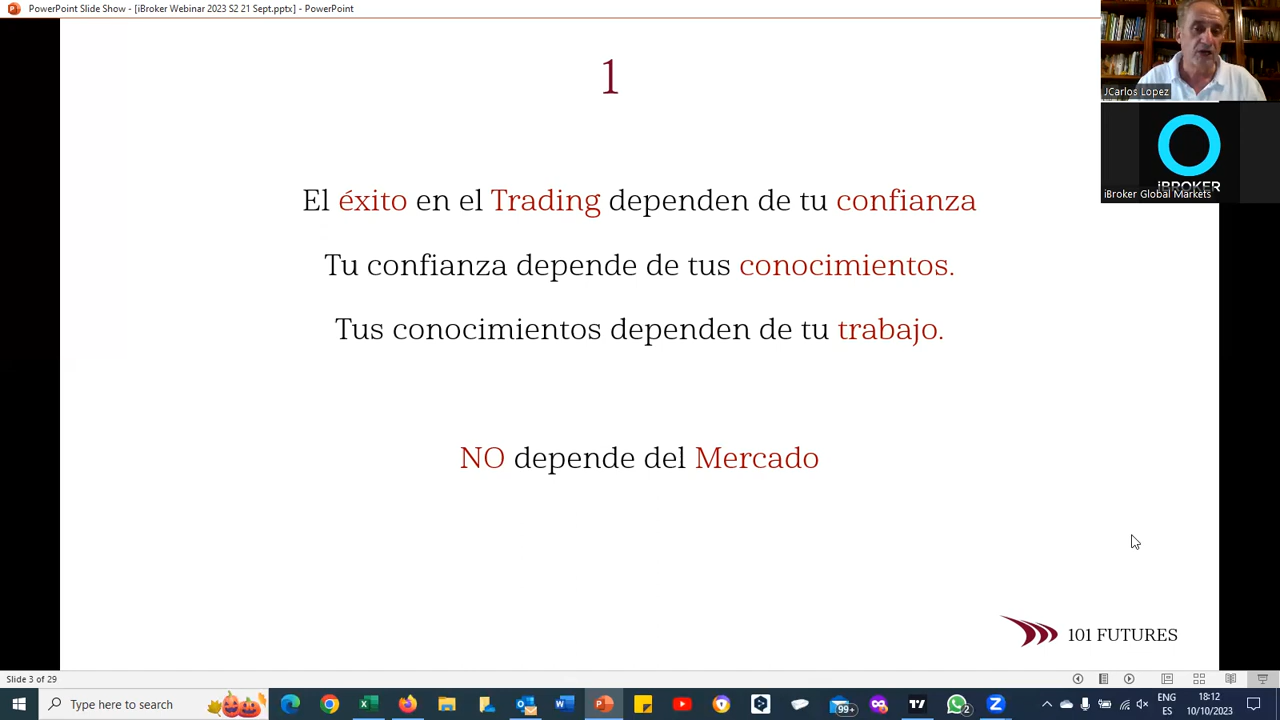 PowerPoint Slide Show - [iBroker Webinar 2023 S2 21 Sept.pptx] - PowerPoint
1
JCarlos Lopez
iBROKER
iBroker Global Markets
El éxito en el Trading dependen de tu confianza
Tu confianza depende de tus conocimientos.
Tus conocimientos dependen de tu trabajo.
NO depende del Mercado
101 FUTURES
Slide 3 of 29
Type here to search
99+
2
ENG
ES
18:12
10/10/2023